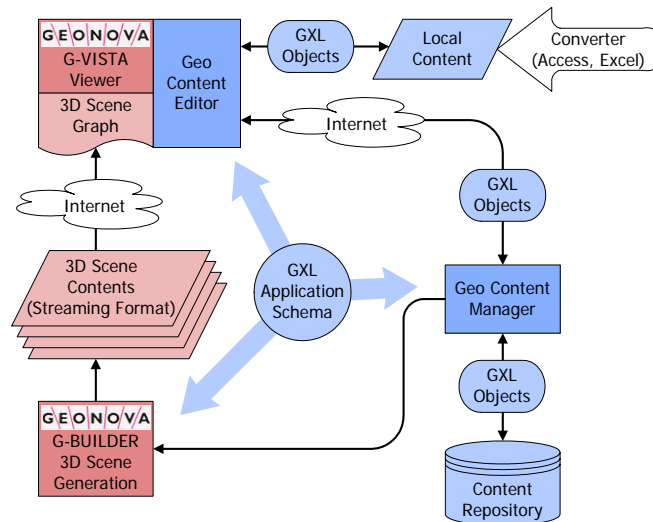 GEONOVA
G-VISTA
Viewer
3D Scene
Graph
Geo
Content
Editor
GXL
Objects
Local
Content
Converter
(Access, Excel)
Internet
GXL
Objects
Internet
3D Scene
Contents
(Streaming Format)
GXL
Application
Schema
Geo Content
Manager
GXL
Objects
GEONOVA
G-BUILDER
3D Scene
Generation
Content
Repository